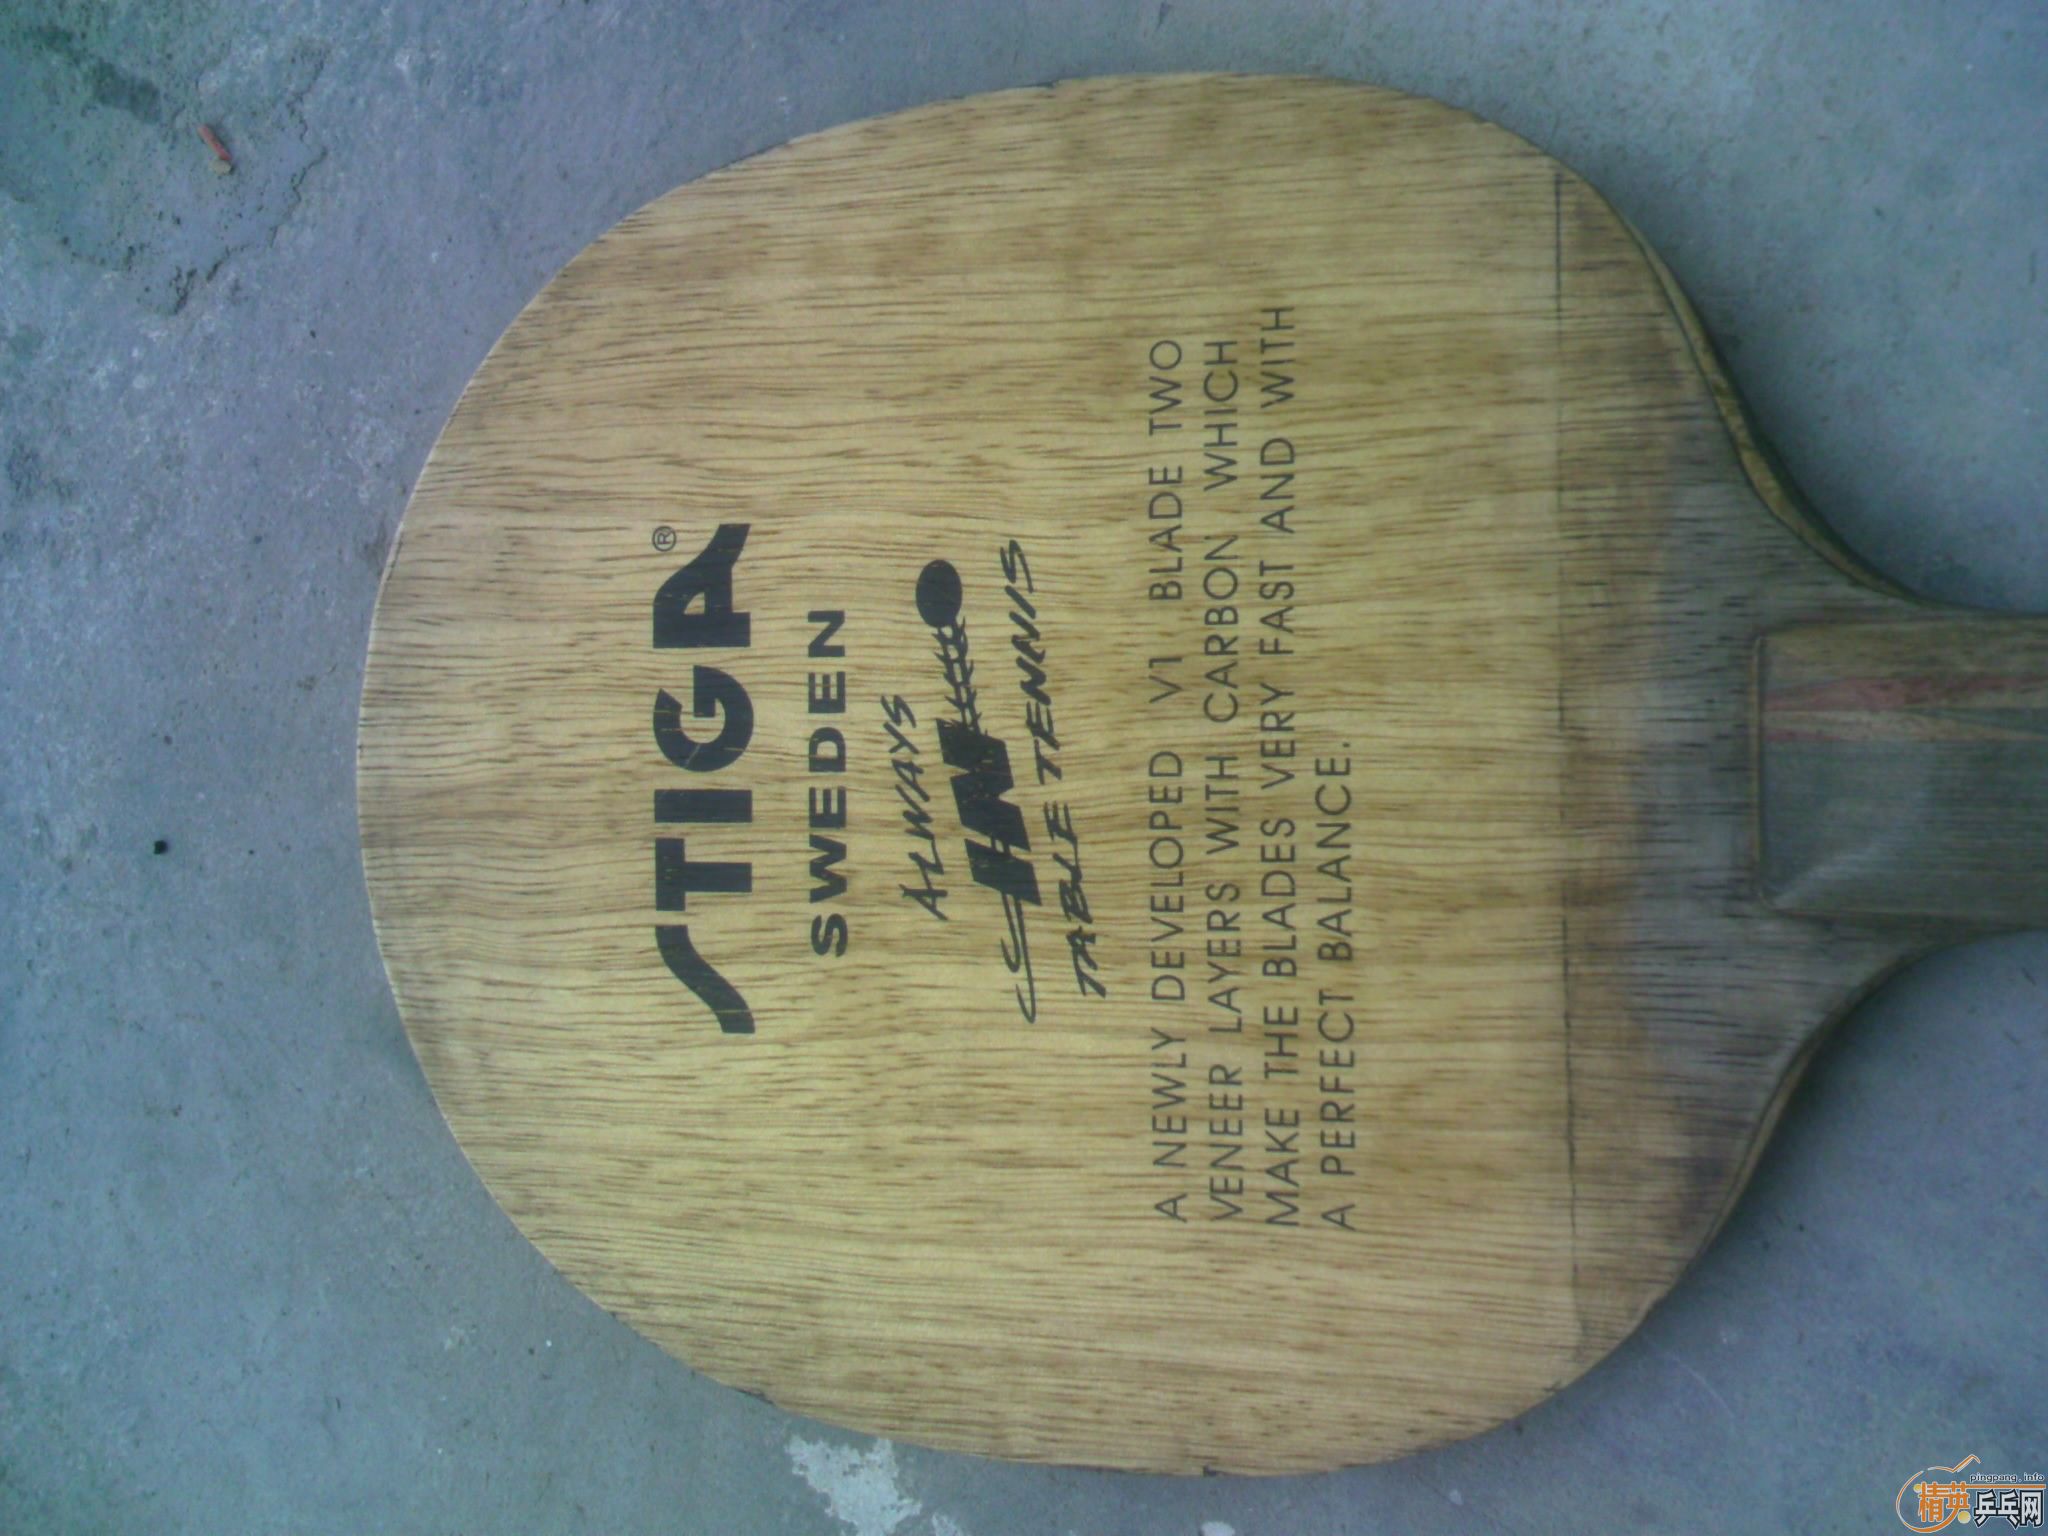 STIGA®
SWEDEN
ALWAYS
IN
TABLE TENNIS
A NEWLY DEVELOPED V1 BLADE TWO
VENEER LAYERS WITH CARBON WHICH
MAKE THE BLADES VERY FAST AND WITH
A PERFECT BALANCE.
pingpang.info
精英乒乓网